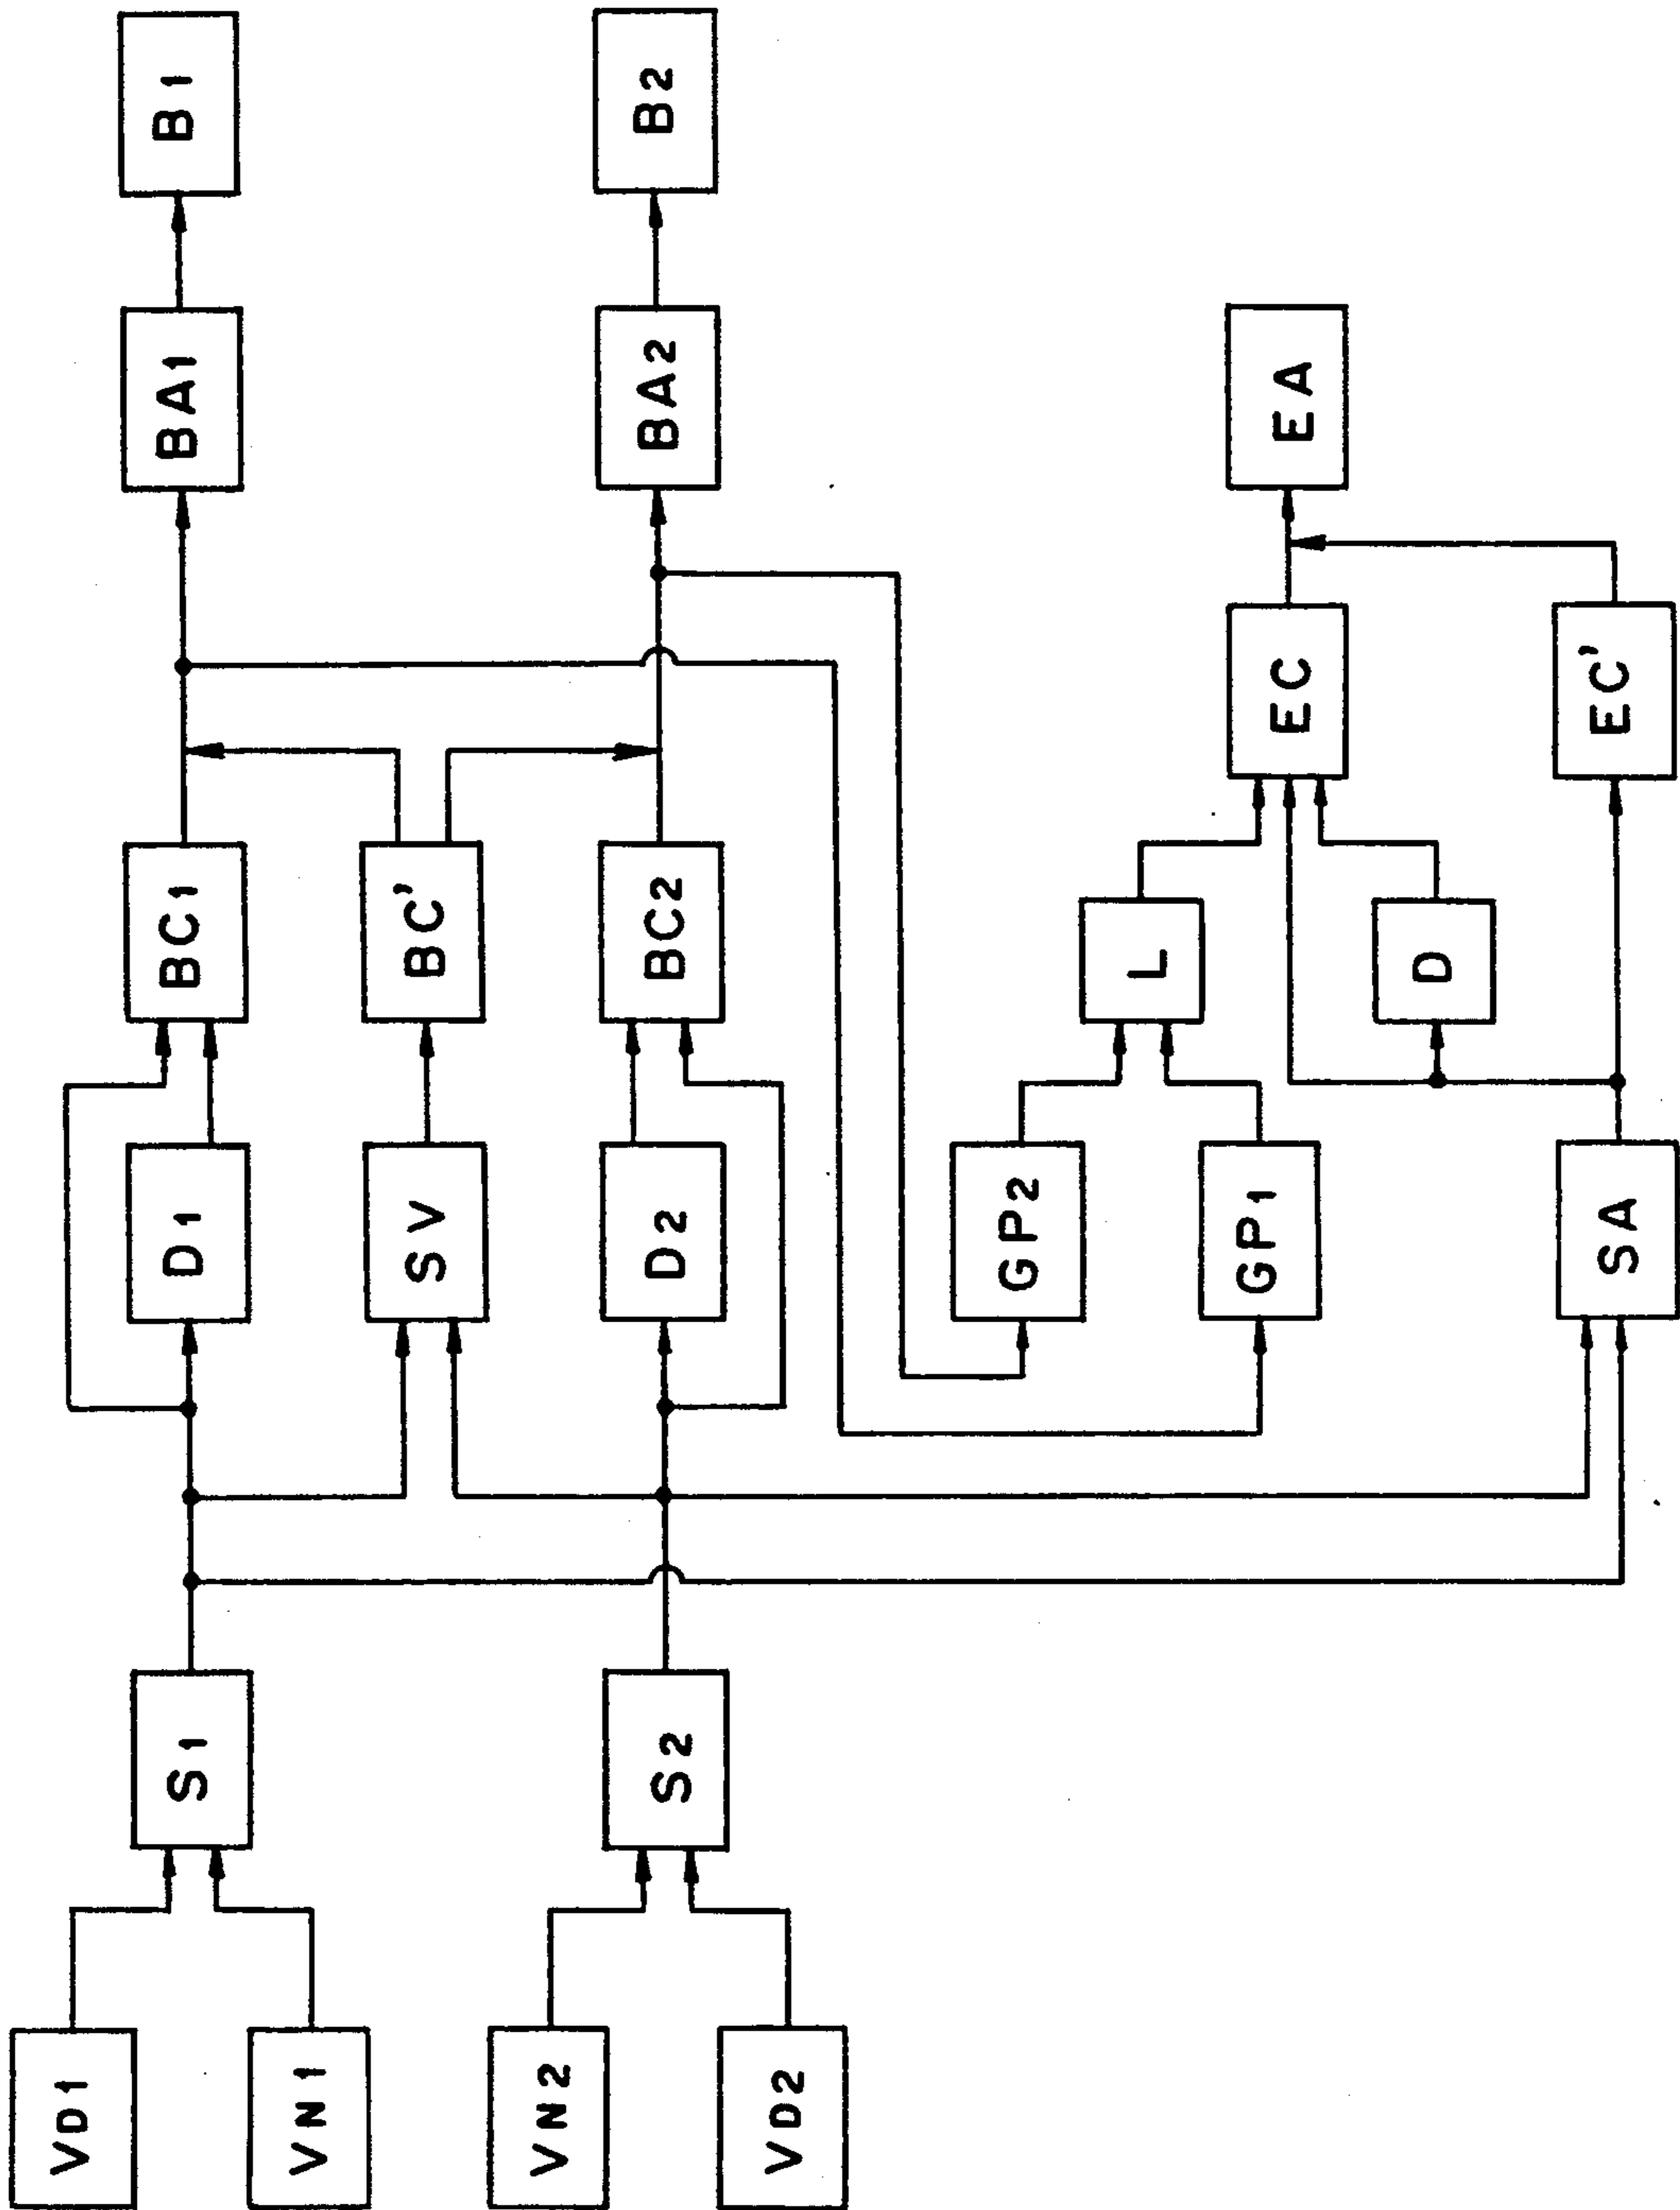 VD1
VN1
VN2
VD2
S1
S2
D1
SV
D2
GP2
GP1
SA
BC1
BC'
BC2
L
D
EC
EC'
BA1
BA2
EA
B1
B2